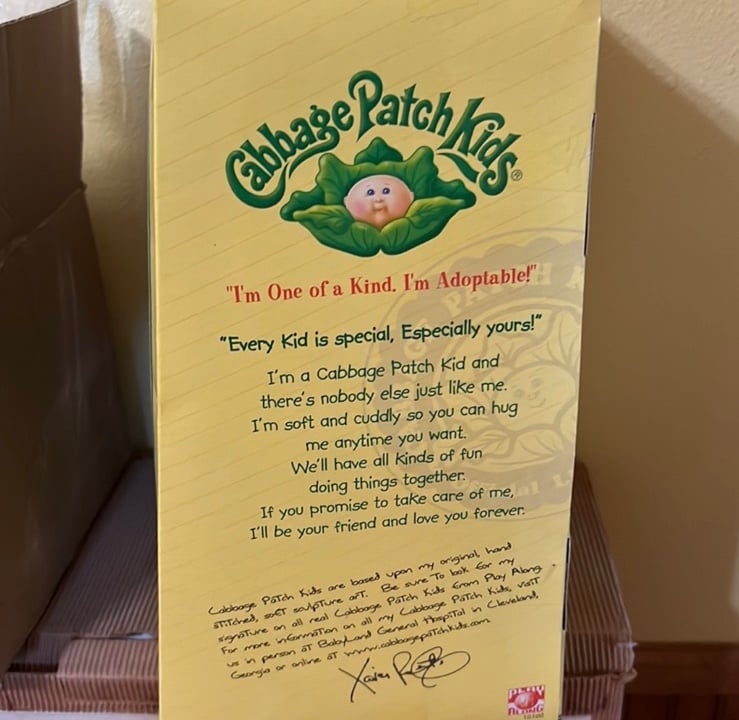 Cabbage Patch Kids®
"I'm One of a Kind. I'm Adoptable!"
"Every Kid is special, Especially yours!"
I'm a Cabbage Patch Kid and
there's nobody else just like me.
I'm soft and cuddly so you can hug
me anytime you want.
We'll have all kinds of fun
doing things together.
If you promise to take care of me,
I'll be your friend and love you forever.
Cabbage Patch Kids are based upon my original, hand
stitched, soft sculpture art. Be sure to look for my
signature on all real Cabbage Patch Kids from Play Along.
For more information on all my Cabbage Patch Kids, visit
us in person at BabyLand General Hospital in Cleveland,
Georgia or online at www.cabbagepatchkids.com
Xavier
PLAY
ALONG